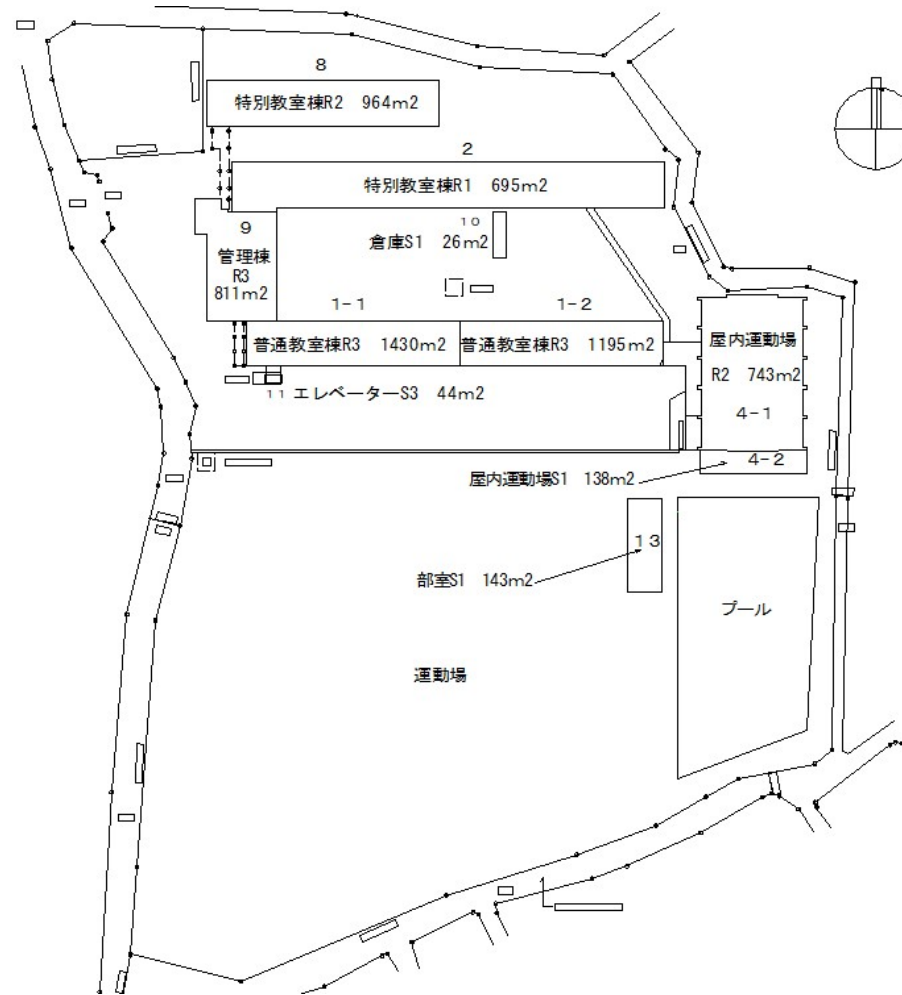 8
特別教室棟R2 964m2
2
特別教室棟R1 695m2
10
倉庫S1 26m2
9
管理棟
R3
811m2
1-1
1-2
普通教室棟R3 1430m2
普通教室棟R3 1195m2
屋内運動場
R2 743m2
4-1
11
エレベーターS3 44m2
4-2
屋内運動場S1 138m2
13
部室S1 143m2
プール
運動場